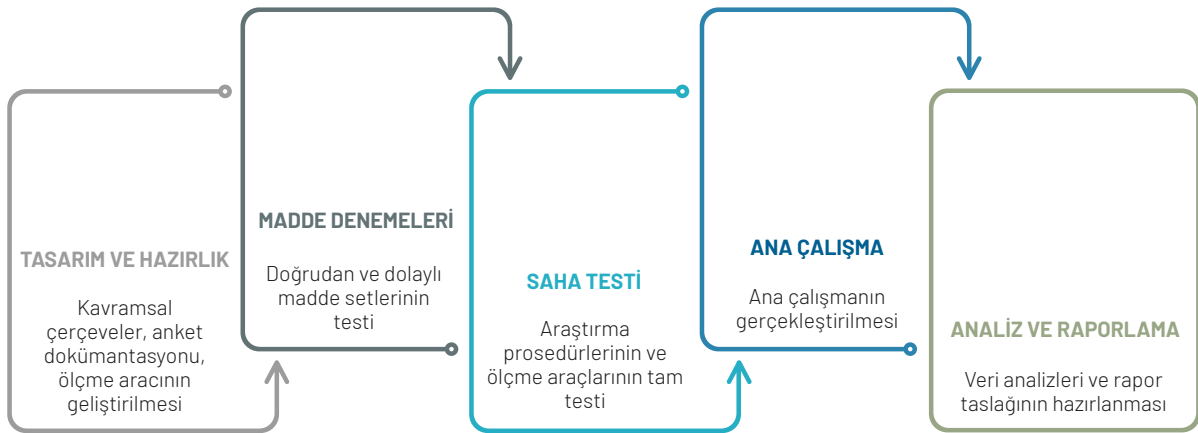 TASARIM VE HAZIRLIK
Kavramsal
çerçeveler, anket
dokümantasyonu,
ölçme aracının
geliştirilmesi
MADDE DENEMELERİ
Doğrudan ve dolaylı
madde setlerinin
testi
SAHA TESTİ
Araştırma
prosedürlerinin ve
ölçme araçlarının tam
testi
ANA ÇALIŞMA
Ana çalışmanın
gerçekleştirilmesi
ANALİZ VE RAPORLAMA
Veri analizleri ve rapor
taslağının hazırlanması